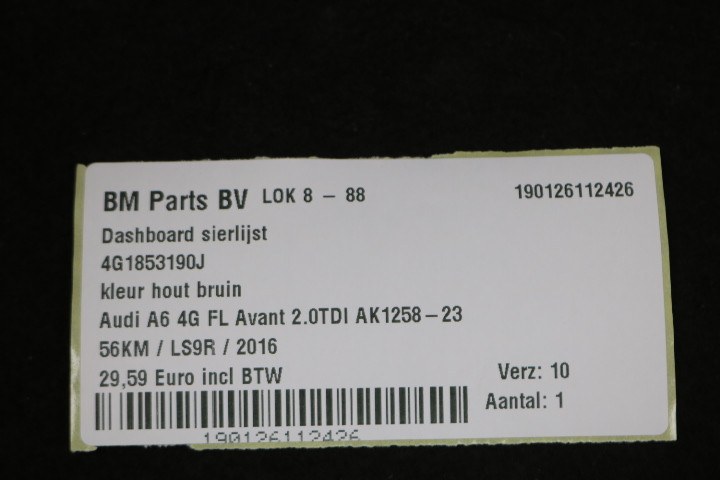 BM Parts BV LOK 8 – 88 190126112426
Dashboard sierlijst
4G1853190J
kleur hout bruin
Audi A6 4G FL Avant 2.0TDI AK1258–23
56KM / LS9R / 2016
29,59 Euro incl BTW Verz: 10
Aantal: 1
190126112426